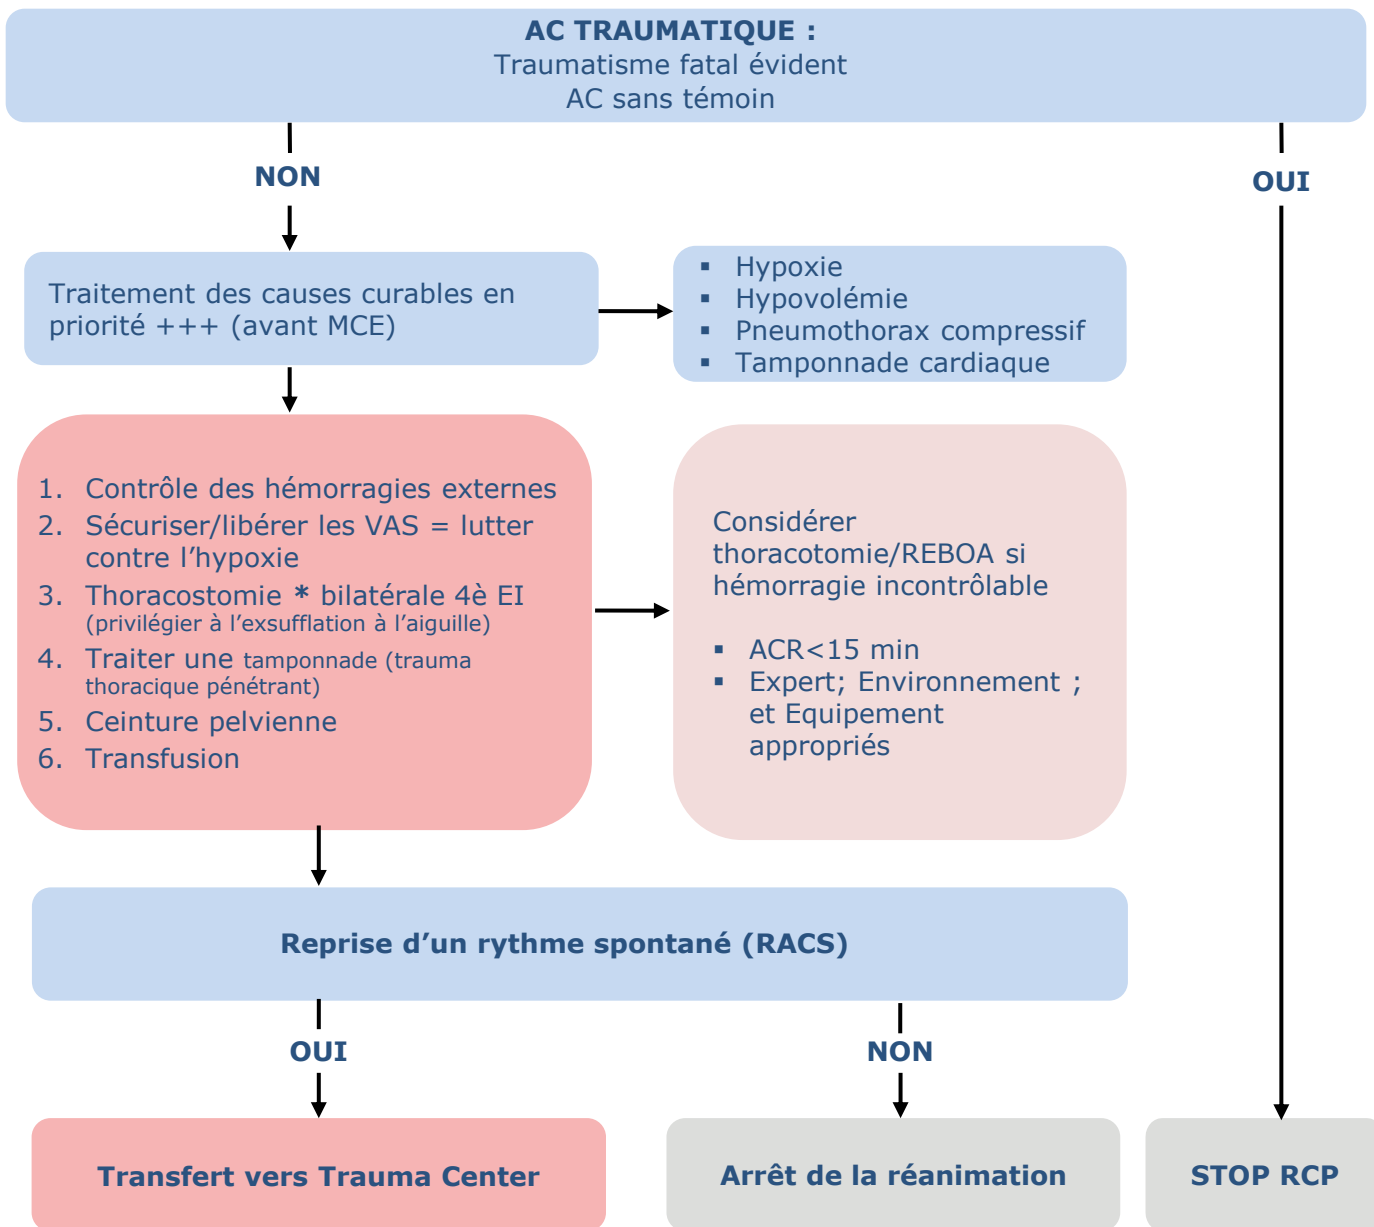 AC TRAUMATIQUE :
Traumatisme fatal évident
AC sans témoin
NON
OUI
Traitement des causes curables en
priorité +++ (avant MCE)
▪ Hypoxie
▪ Hypovolémie
▪ Pneumothorax compressif
▪ Tamponnade cardiaque
1. Contrôle des hémorragies externes
2. Sécuriser/libérer les VAS = lutter
contre l’hypoxie
3. Thoracostomie * bilatérale 4è EI
(privilégier à l’exsufflation à l’aiguille)
4. Traiter une tamponnade (trauma
thoracique pénétrant)
5. Ceinture pelvienne
6. Transfusion
Considérer
thoracotomie/REBOA si
hémorragie incontrôlable
▪ ACR<15 min
▪ Expert; Environnement ;
et Equipement
appropriés
Reprise d’un rythme spontané (RACS)
OUI
NON
Transfert vers Trauma Center
Arrêt de la réanimation
STOP RCP